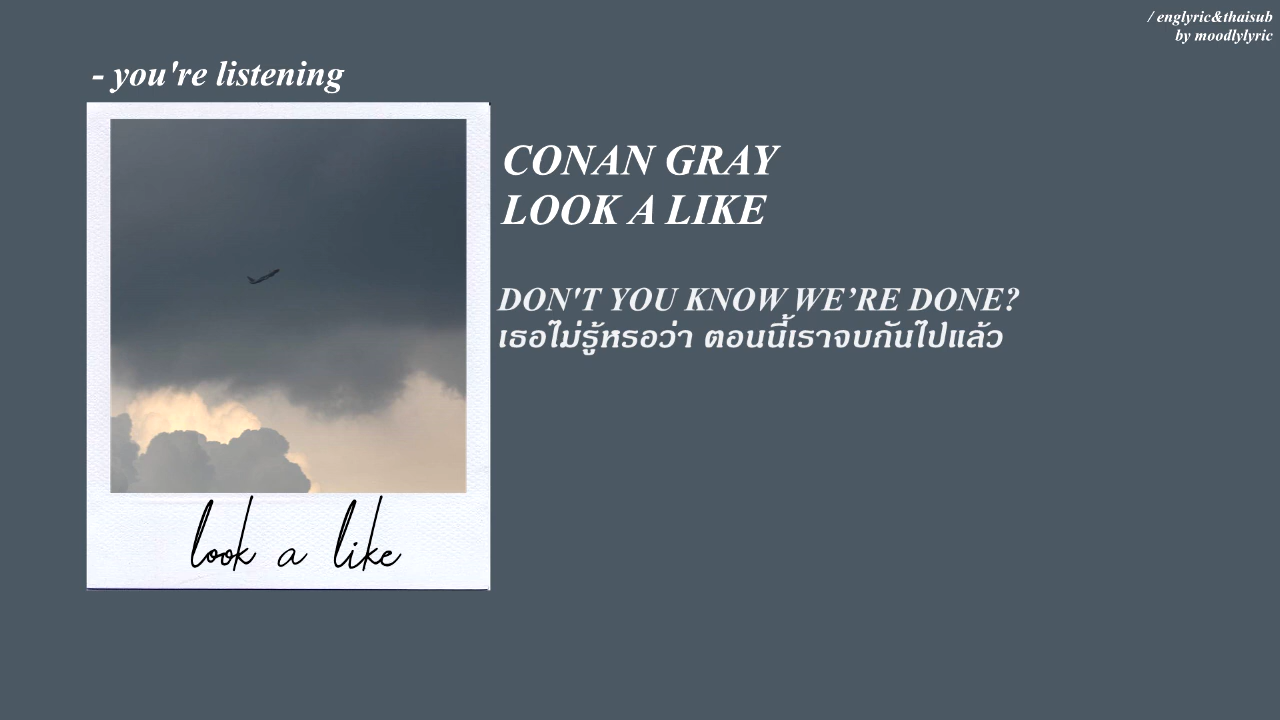 / englyric&thaisub
by moodlylyric
- you're listening
CONAN GRAY
LOOK A LIKE
DON'T YOU KNOW WE’RE DONE?
เธอไม่รู้หรอว่า ตอนนี้เราจบกันไปแล้ว
look a like